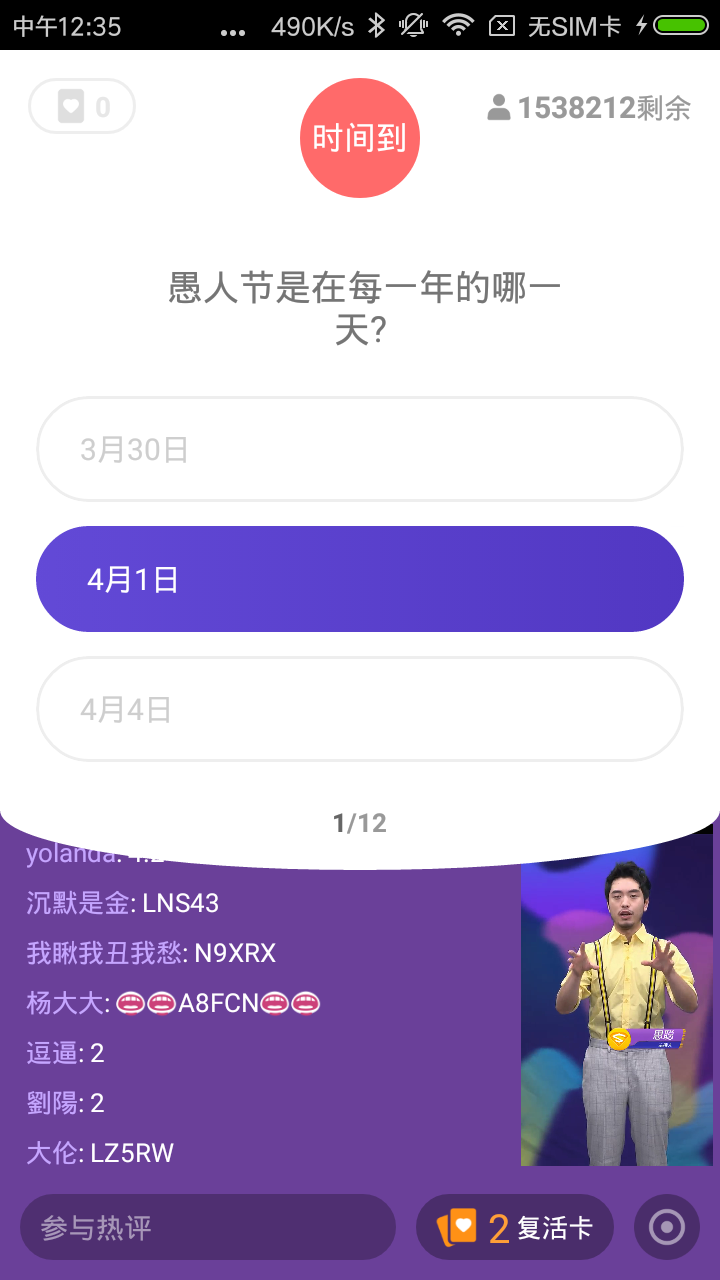 中午12:35 ... 490K/s 无SIM卡
0
时间到
1538212剩余
愚人节是在每一年的哪一
天?
3月30日
4月1日
4月4日
1/12
yolanda:
沉默是金: LNS43
我瞅我丑我愁: N9XRX
杨大大: A8FCN
逗逼: 2
劉陽: 2
大伦: LZ5RW
思聪
参与热评
2 复活卡